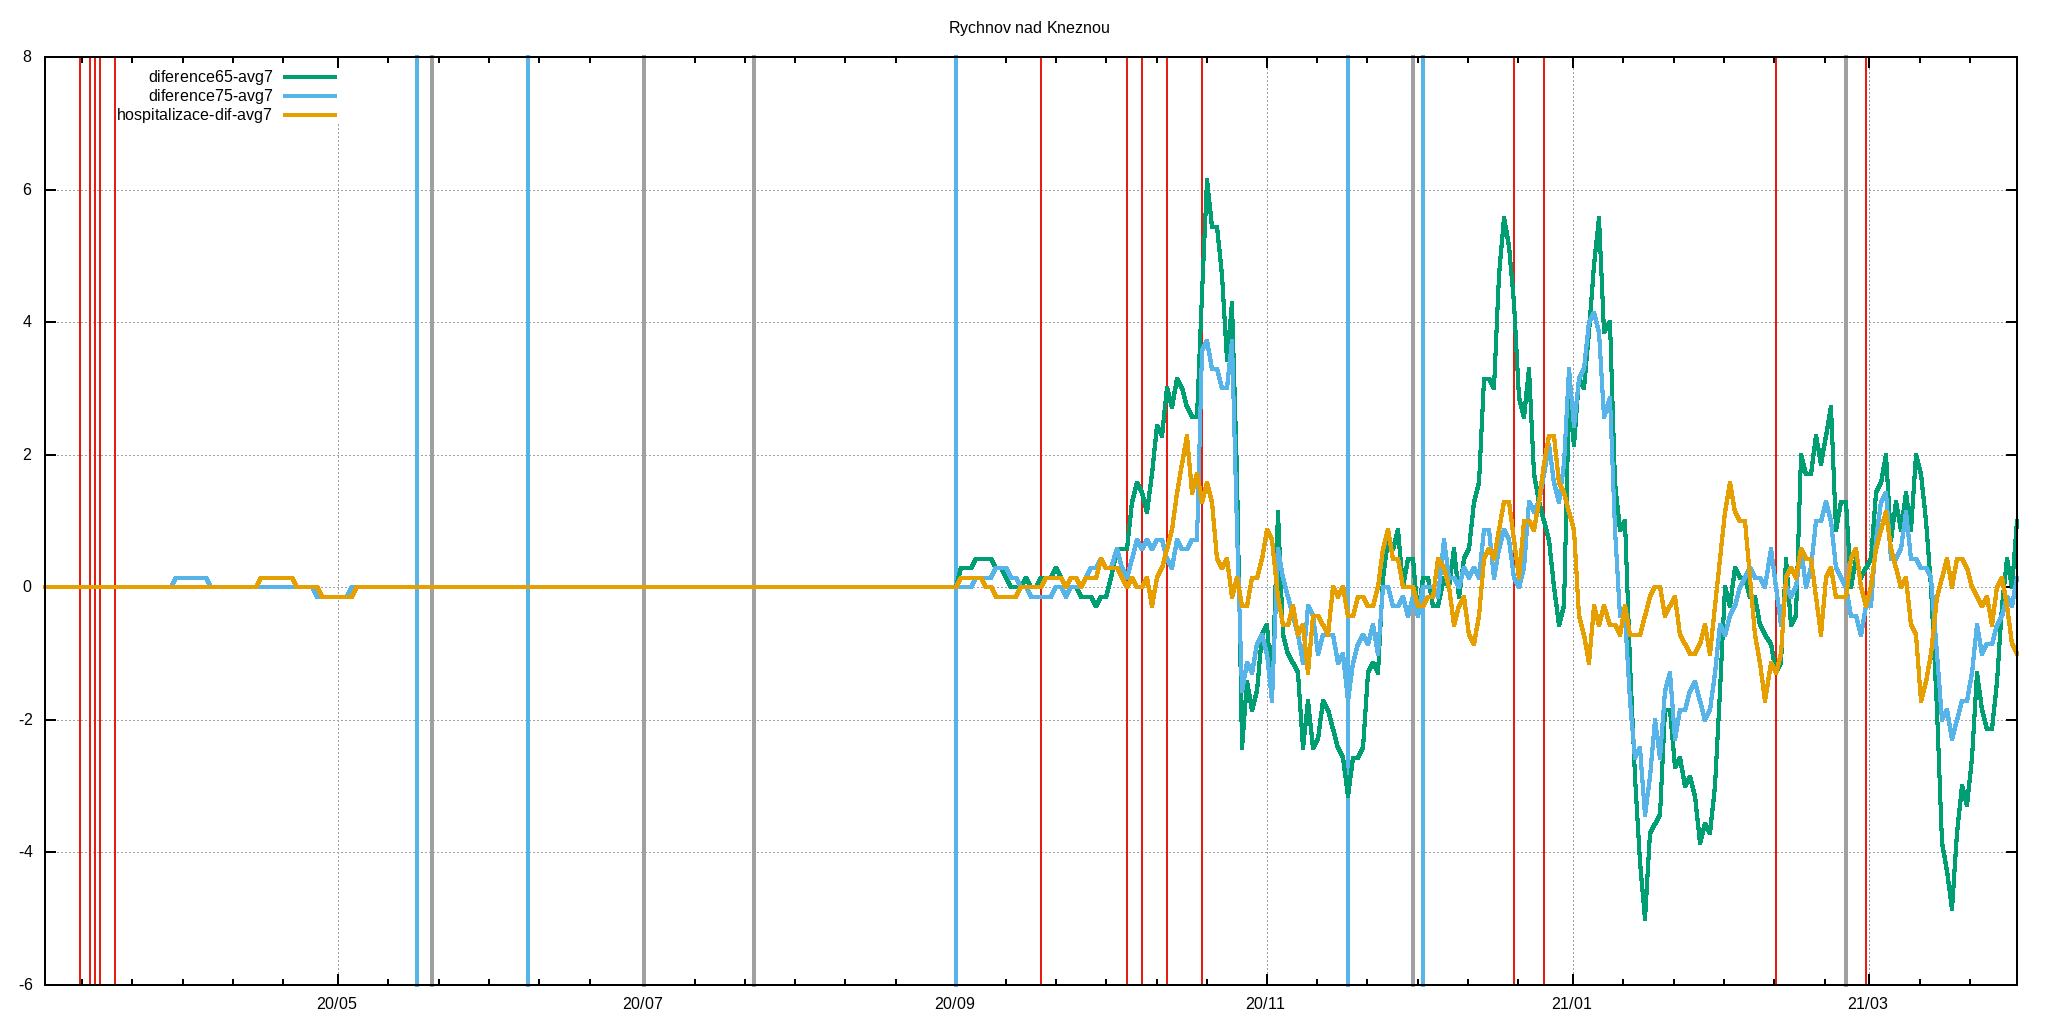 Rychnov nad Kneznou
8
diference65-avg7
diference75-avg7
hospitalizace-dif-avg7
6
4
2
0
-2
-4
-6
20/05 20/07 20/09 20/11 21/01 21/03